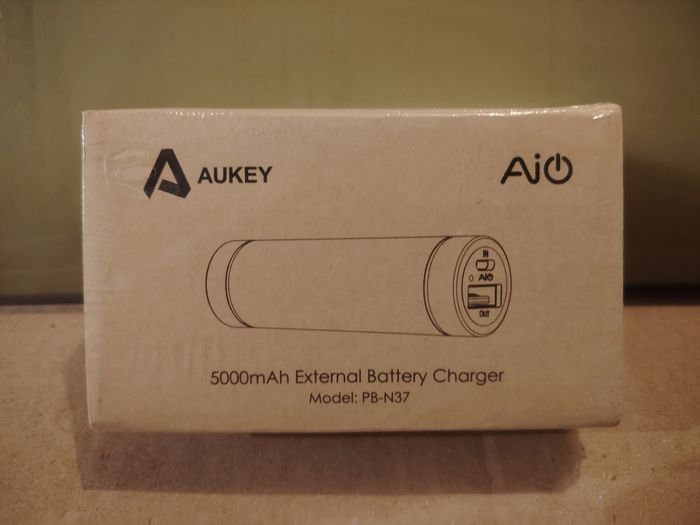 AUKEY
AiO
IN
AiO
OUT
5000mAh External Battery Charger
Model: PB-N37